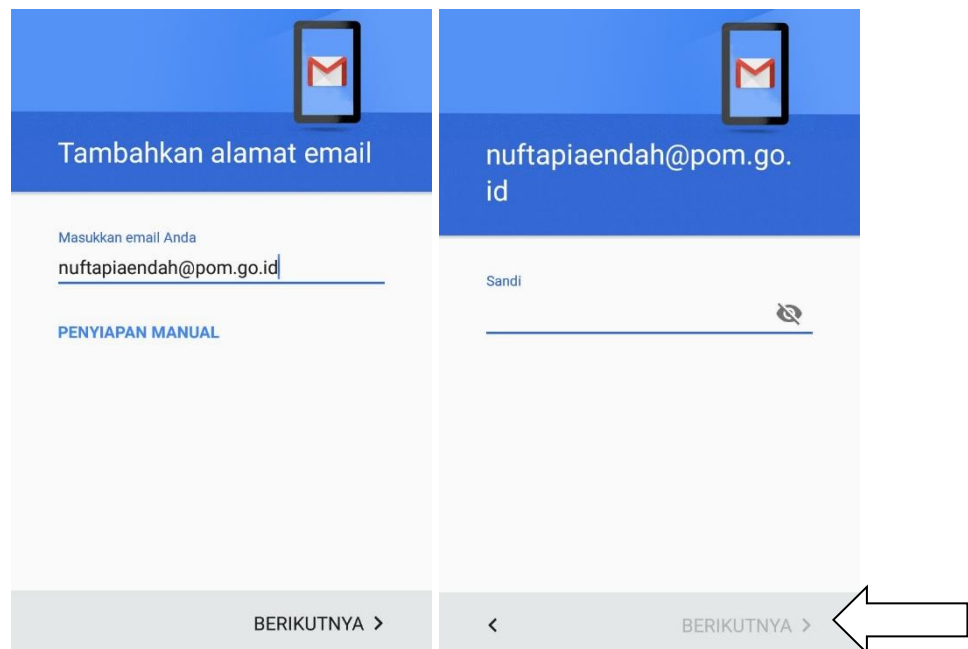 Tambahkan alamat email
Masukkan email Anda
nuftapiaendah@pom.go.id
PENYIAPAN MANUAL
BERIKUTNYA >
nuftapiaendah@pom.go.
id
Sandi
< BERIKUTNYA >